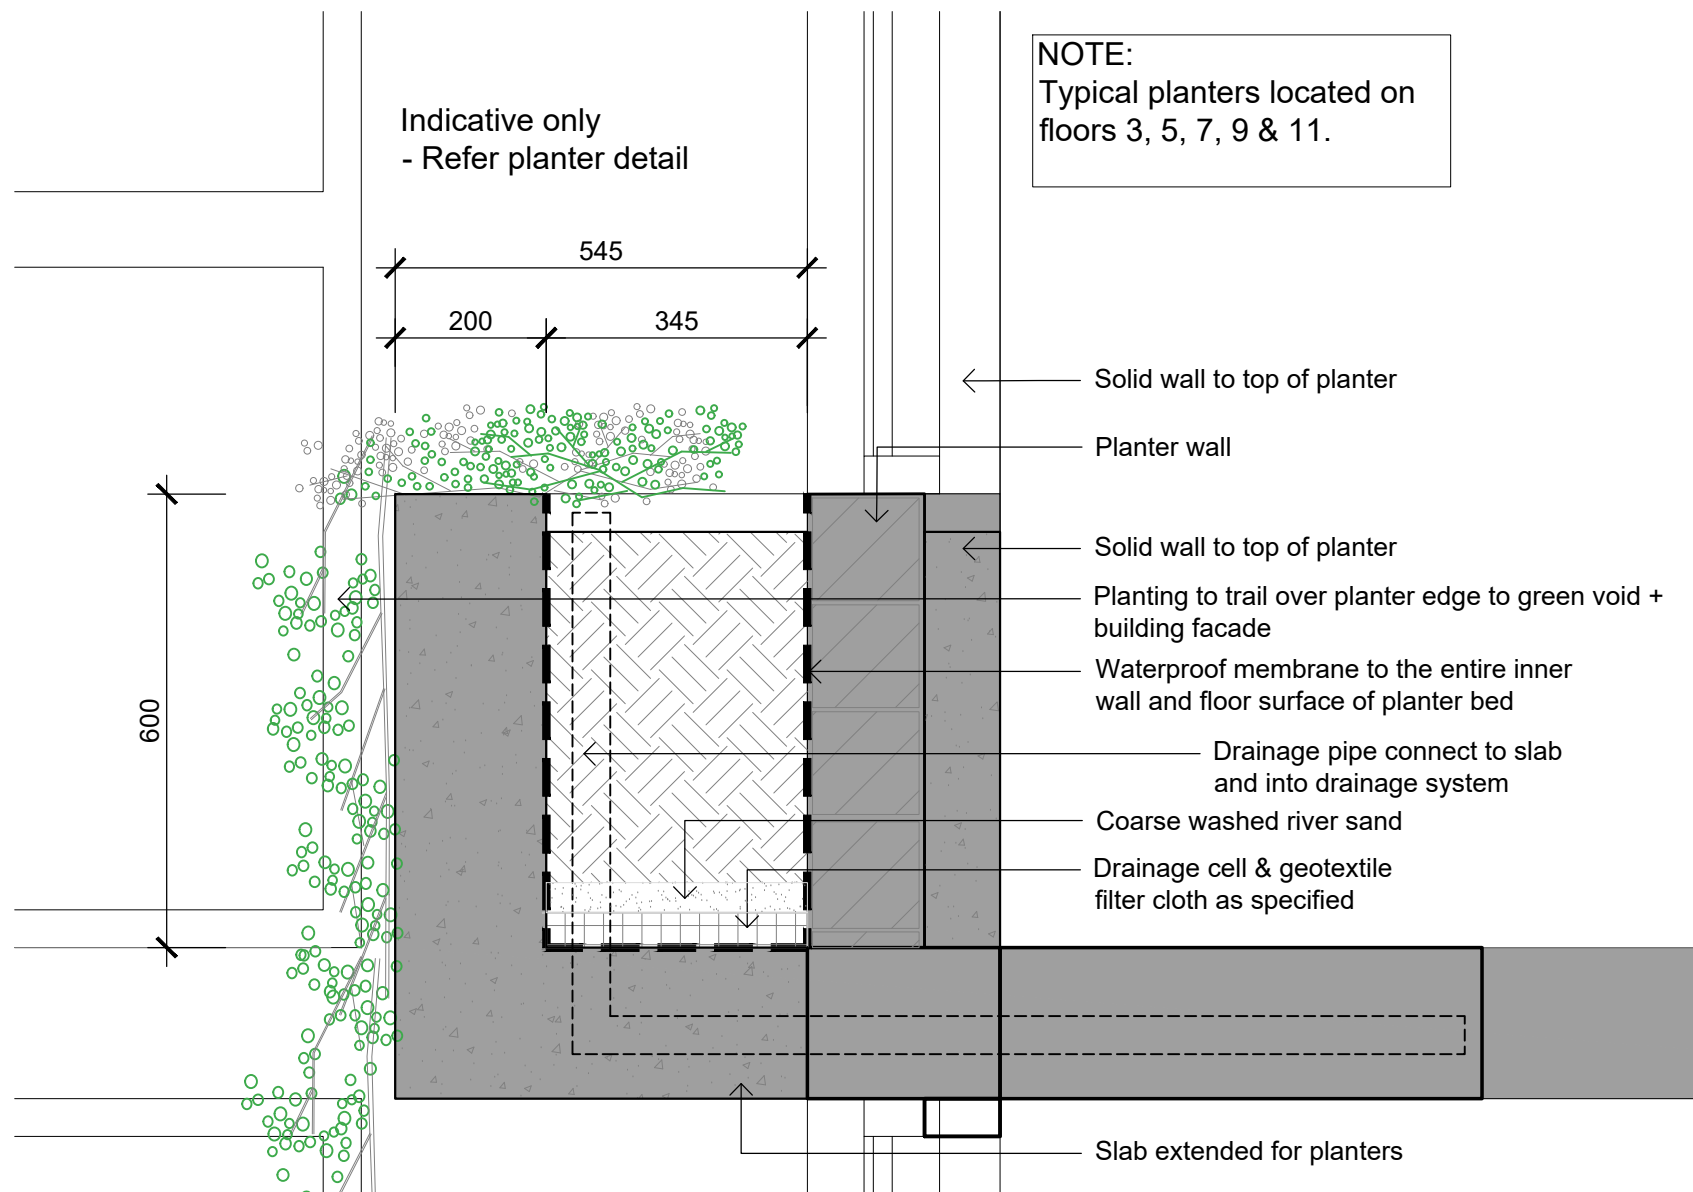 NOTE:
Typical planters located on
floors 3, 5, 7, 9 & 11.
Indicative only
- Refer planter detail
545
200
345
600
Solid wall to top of planter
Planter wall
Solid wall to top of planter
Planting to trail over planter edge to green void +
building facade
Waterproof membrane to the entire inner
wall and floor surface of planter bed
Drainage pipe connect to slab
and into drainage system
Coarse washed river sand
Drainage cell & geotextile
filter cloth as specified
Slab extended for planters